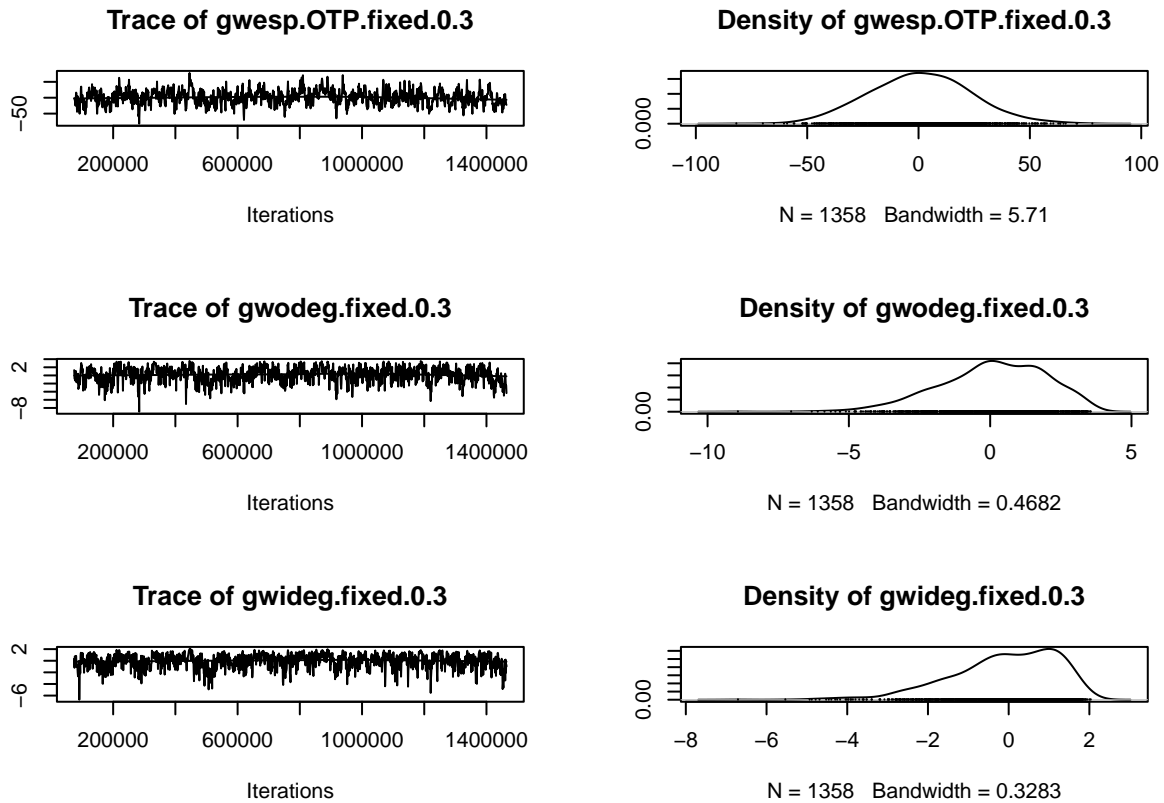 Trace of gwesp.OTP.fixed.0.3
−50
200000 600000 1000000 1400000
Iterations
Density of gwesp.OTP.fixed.0.3
0.000
−100 −50 0 50 100
N = 1358 Bandwidth = 5.71
Trace of gwodeg.fixed.0.3
2
−8
200000 600000 1000000 1400000
Iterations
Density of gwodeg.fixed.0.3
0.00
−10 −5 0 5
N = 1358 Bandwidth = 0.4682
Trace of gwideg.fixed.0.3
2
−6
200000 600000 1000000 1400000
Iterations
Density of gwideg.fixed.0.3
0.00
−8 −6 −4 −2 0 2
N = 1358 Bandwidth = 0.3283